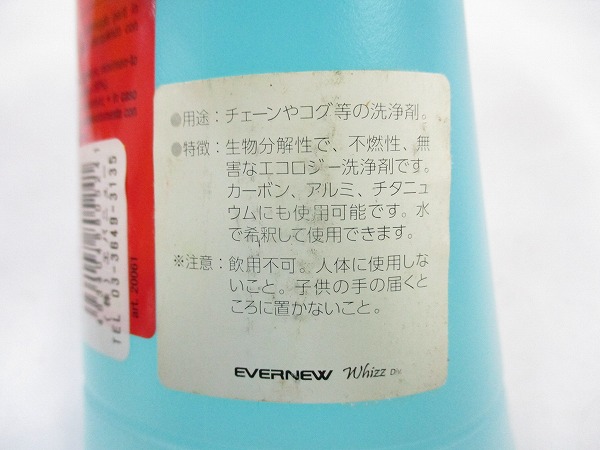 ●用途：チェーンやコグ等の洗浄剤。
●特徴：生物分解性で、不燃性、無
害なエコロジー洗浄剤です。
カーボン、アルミ、チタニュ
ウムにも使用可能です。水
で希釈して使用できます。
※注意：飲用不可。人体に使用しな
いこと。子供の手の届くと
ころに置かないこと。
EVERNEW Whizz
TEL 03-3649-3135
art. 20061